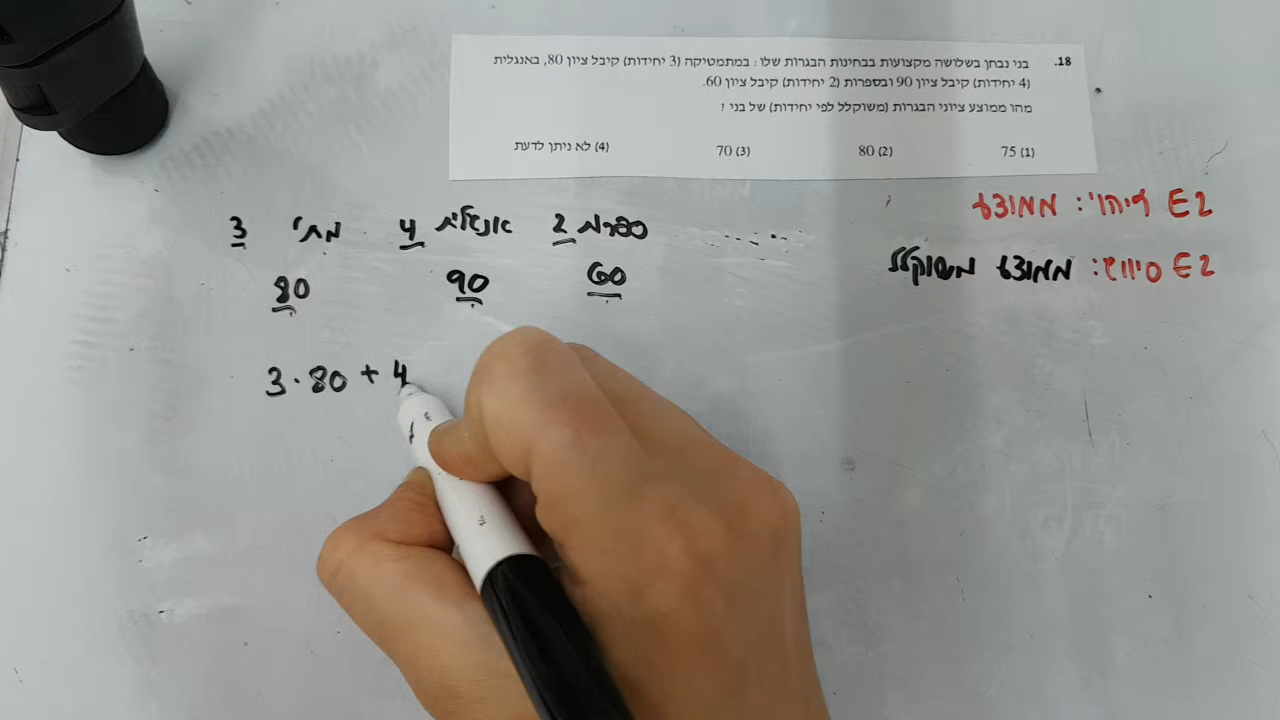 18. בני נבחן בשלושה מקצועות בבחינות הבגרות שלו: במתמטיקה (3 יחידות) קיבל ציון 80, באנגלית
(4 יחידות) קיבל ציון 90 ובספרות (2 יחידות) קיבל ציון 60.
מהו ממוצע ציוני הבגרות (משוקלל לפי יחידות) של בני?
(1) 75 (2) 80 (3) 70 (4) לא ניתן לדעת
שלב זיהוי: ממוצע
שלב סיווג: ממוצע משוקלל
3 מת' 4 אנגלית 2 ספרות
80 90 60
3·80 + 4